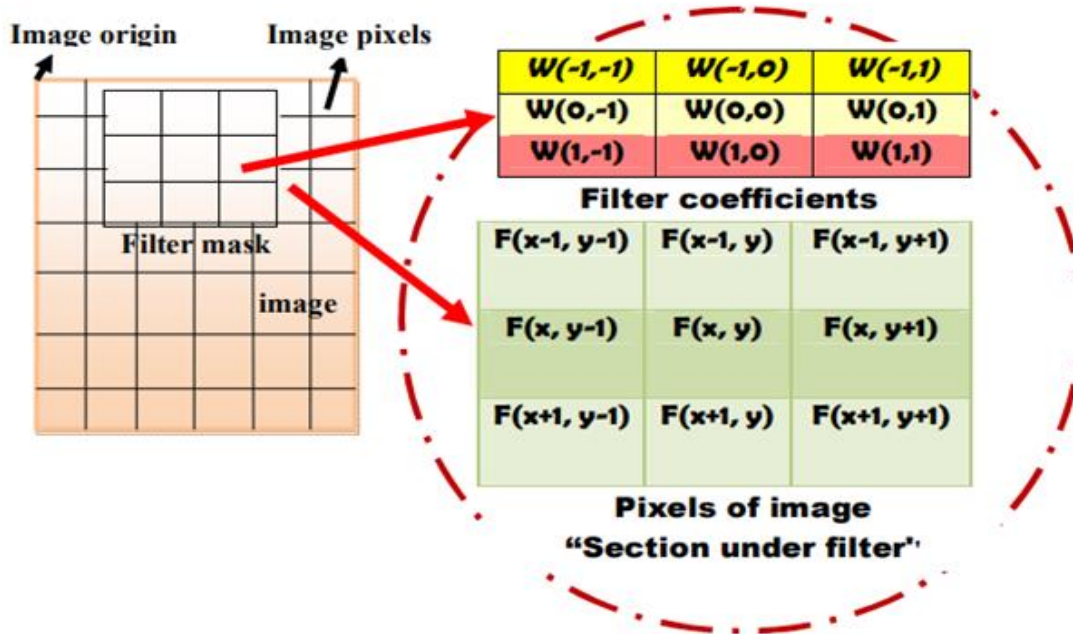 Image origin
Image pixels
W(-1,-1) W(-1,0) W(-1,1)
W(0,-1) W(0,0) W(0,1)
W(1,-1) W(1,0) W(1,1)
Filter coefficients
Filter mask
image
F(x-1, y-1) F(x-1, y) F(x-1, y+1)
F(x, y-1) F(x, y) F(x, y+1)
F(x+1, y-1) F(x+1, y) F(x+1, y+1)
Pixels of image
“Section under filter''